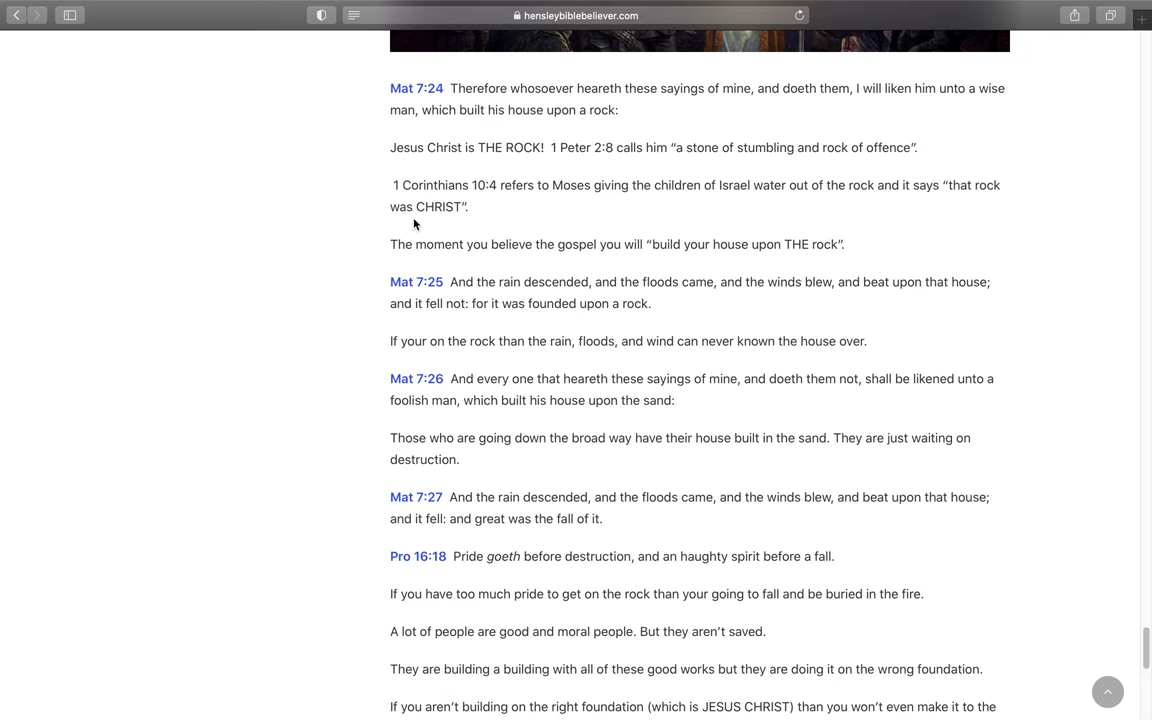 hensleybiblebeliever.com
Mat 7:24  Therefore whosoever heareth these sayings of mine, and doeth them, I will liken him unto a wise
man, which built his house upon a rock:
Jesus Christ is THE ROCK!  1 Peter 2:8 calls him “a stone of stumbling and rock of offence”.
1 Corinthians 10:4 refers to Moses giving the children of Israel water out of the rock and it says “that rock
was CHRIST”.
The moment you believe the gospel you will “build your house upon THE rock”.
Mat 7:25  And the rain descended, and the floods came, and the winds blew, and beat upon that house;
and it fell not: for it was founded upon a rock.
If your on the rock than the rain, floods, and wind can never known the house over.
Mat 7:26  And every one that heareth these sayings of mine, and doeth them not, shall be likened unto a
foolish man, which built his house upon the sand:
Those who are going down the broad way have their house built in the sand. They are just waiting on
destruction.
Mat 7:27  And the rain descended, and the floods came, and the winds blew, and beat upon that house;
and it fell: and great was the fall of it.
Pro 16:18  Pride goeth before destruction, and an haughty spirit before a fall.
If you have too much pride to get on the rock than your going to fall and be buried in the fire.
A lot of people are good and moral people. But they aren’t saved.
They are building a building with all of these good works but they are doing it on the wrong foundation.
If you aren’t building on the right foundation (which is JESUS CHRIST) than you won’t even make it to the